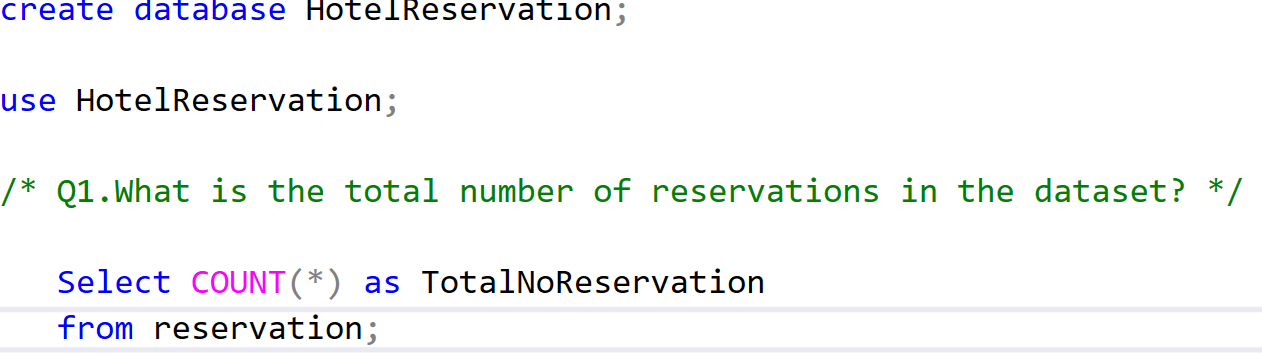 create database HotelReservation;
use HotelReservation;
/* Q1.What is the total number of reservations in the dataset? */
Select COUNT(*) as TotalNoReservation
from reservation;